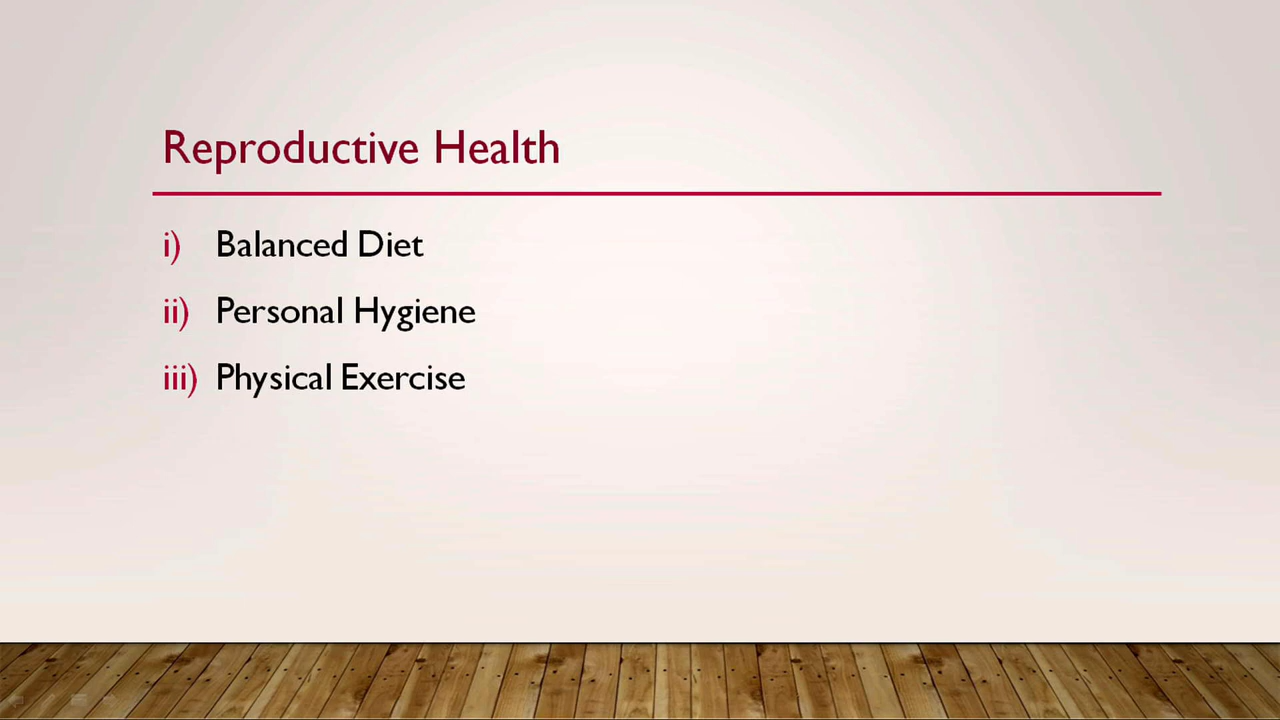 Reproductive Health
i) Balanced Diet
ii) Personal Hygiene
iii) Physical Exercise